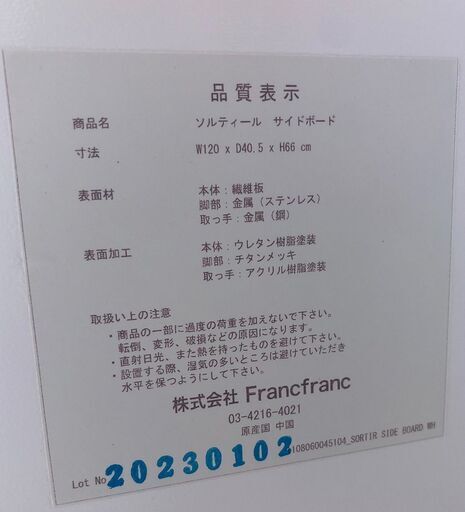 品質表示
商品名 ソルティール サイドボード
寸法 W120 x D40.5 x H66 cm
表面材 本体：繊維板
脚部：金属（ステンレス）
取っ手：金属（鋼）
表面加工 本体：ウレタン樹脂塗装
脚部：チタンメッキ
取っ手：アクリル樹脂塗装
取扱い上の注意
・商品の一部に過度の荷重を加えないで下さい。
転倒、変形、破損などの原因になります。
・直射日光、また熱を持ったものを避けて下さい。
・設置する際、湿気の多いところは避けていただき
水平を保つようにして下さい。
株式会社 Francfranc
03-4216-4021
原産国 中国
Lot No 20230102 1108060045104_SORTIR SIDE BOARD WH